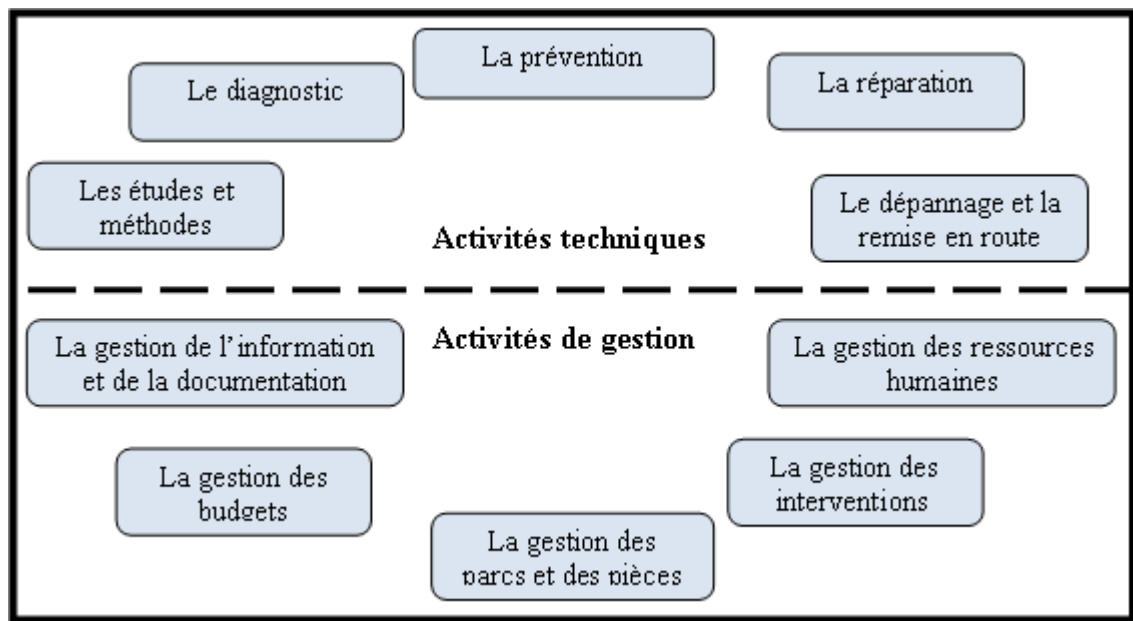 La prévention
Le diagnostic
La réparation
Les études et
méthodes
Le dépannage et la
remise en route
Activités techniques
Activités de gestion
La gestion de l'information
et de la documentation
La gestion des ressources
humaines
La gestion des
budgets
La gestion des
interventions
La gestion des
parcs et des pièces